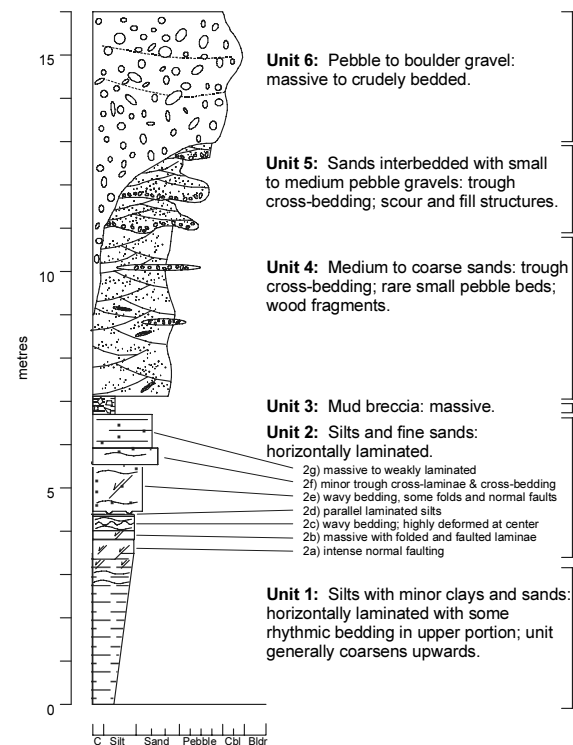 15
Unit 6: Pebble to boulder gravel:
massive to crudely bedded.
Unit 5: Sands interbedded with small
to medium pebble gravels: trough
cross-bedding; scour and fill structures.
10
Unit 4: Medium to coarse sands: trough
cross-bedding; rare small pebble beds;
wood fragments.
metres
Unit 3: Mud breccia: massive.
Unit 2: Silts and fine sands:
horizontally laminated.
2g) massive to weakly laminated
2f) minor trough cross-laminae & cross-bedding
2e) wavy bedding, some folds and normal faults
2d) parallel laminated silts
2c) wavy bedding; highly deformed at center
2b) massive with folded and faulted laminae
2a) intense normal faulting
5
Unit 1: Silts with minor clays and sands:
horizontally laminated with some
rhythmic bedding in upper portion; unit
generally coarsens upwards.
0
C Silt Sand Pebble Cbl Bldr